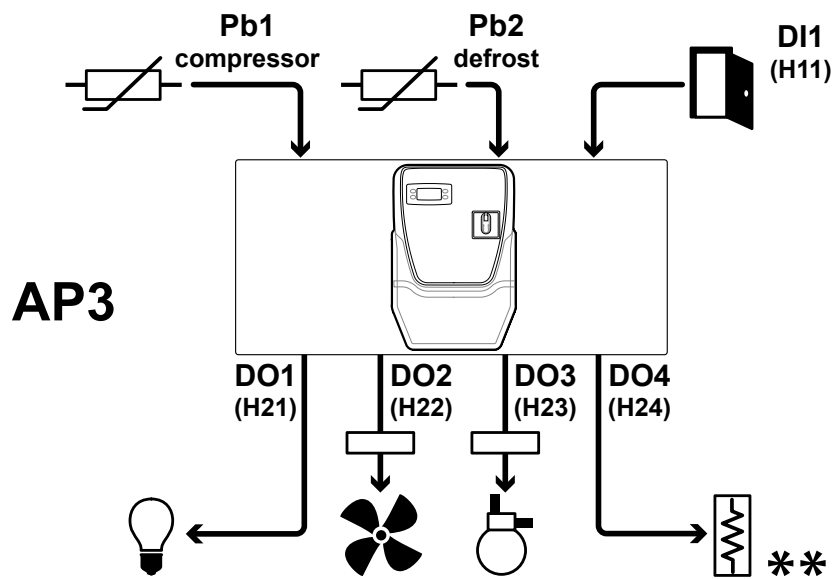 Pb1
compressor
Pb2
defrost
DI1
(H11)
AP3
DO1
(H21)
DO2
(H22)
DO3
(H23)
DO4
(H24)
**